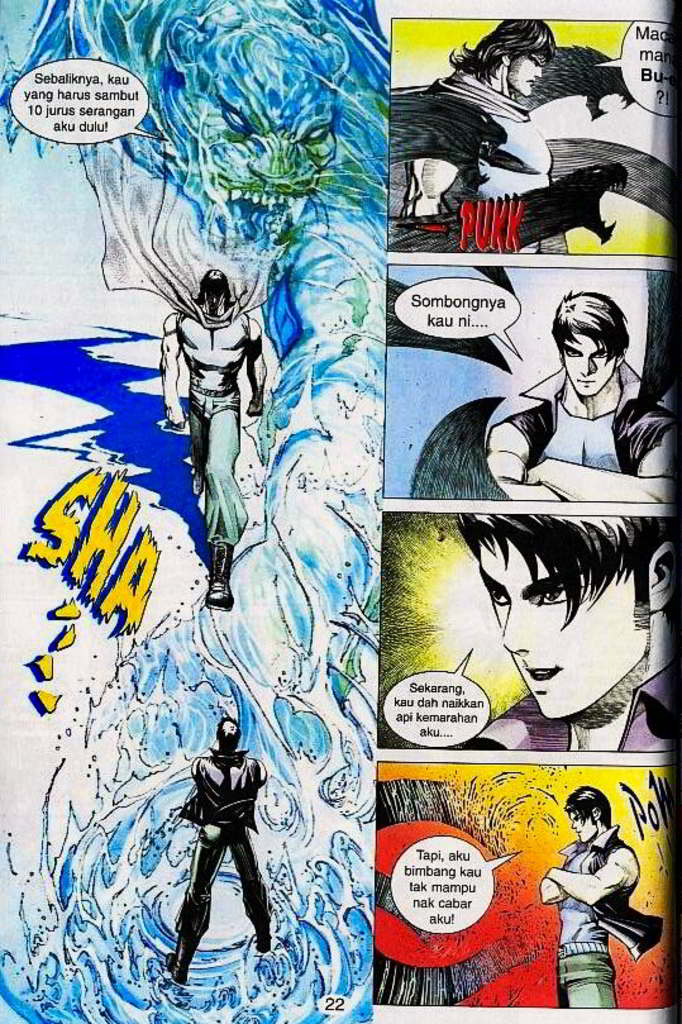 Sebaliknya, kau
yang harus sambut
10 jurus serangan
aku dulu!
SHA
PUKK
?!
Sombongnya
kau ni....
Sekarang,
kau dah naikkan
api kemarahan
aku....
Tapi, aku
bimbang kau
tak mampu
nak cabar
aku!
22